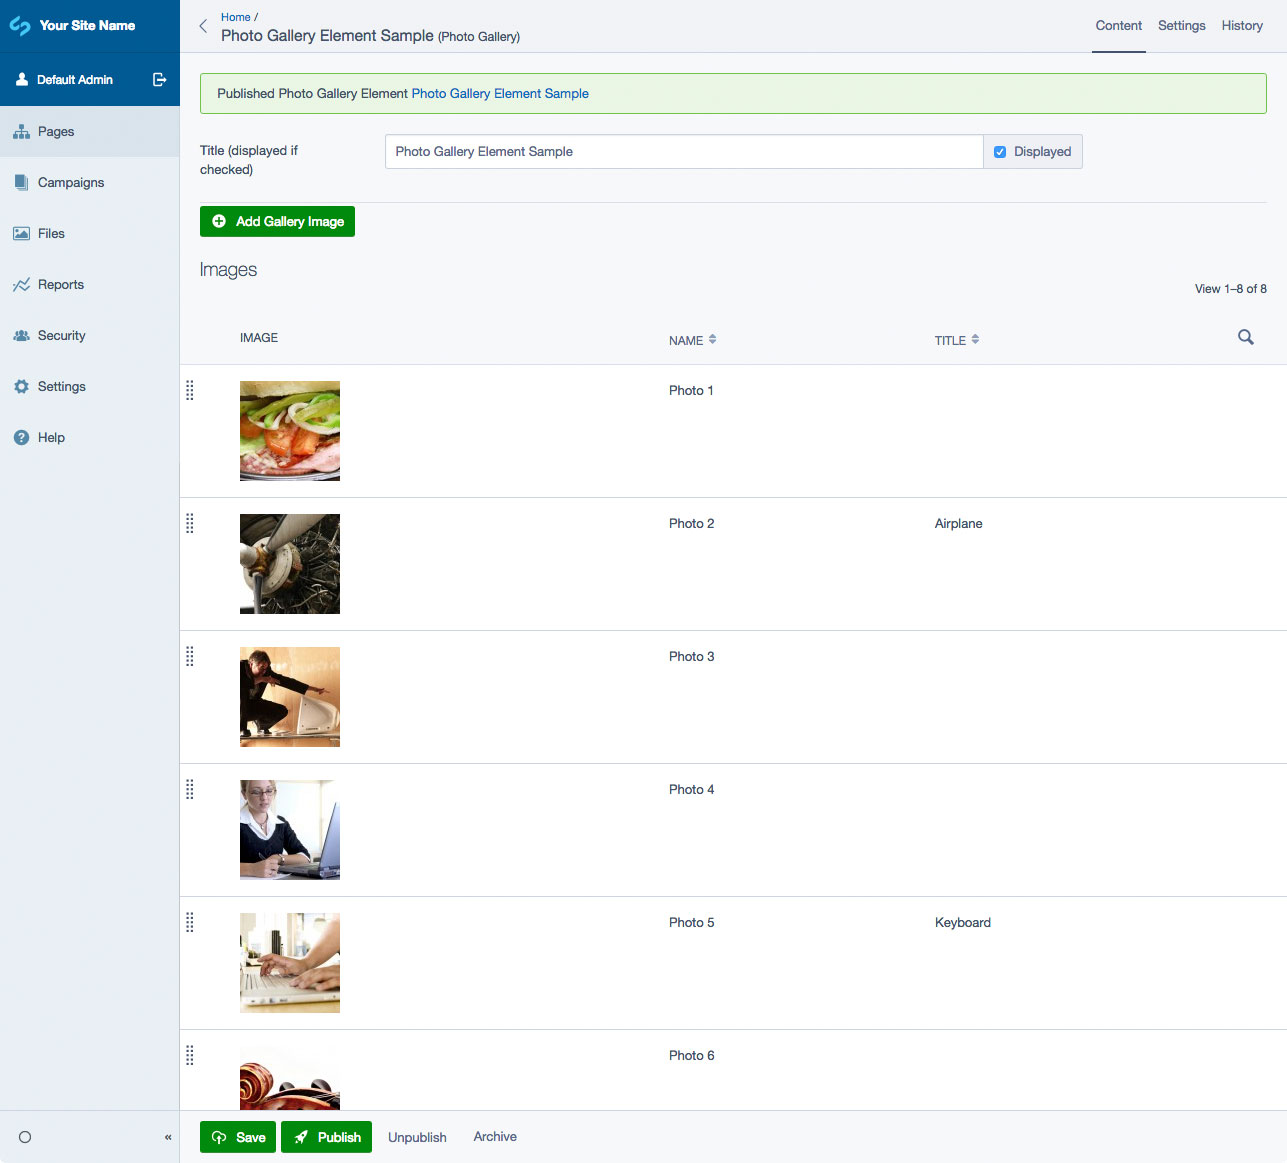 Your Site Name
Default Admin
Pages
Campaigns
Files
Reports
Security
Settings
Help
«
Home /
Photo Gallery Element Sample (Photo Gallery)
Content Settings History
Published Photo Gallery Element Photo Gallery Element Sample
Title (displayed if
checked)
Photo Gallery Element Sample
Displayed
Add Gallery Image
Images
View 1–8 of 8
IMAGE NAME TITLE
Photo 1
Photo 2 Airplane
Photo 3
Photo 4
Photo 5 Keyboard
Photo 6
Save Publish Unpublish Archive